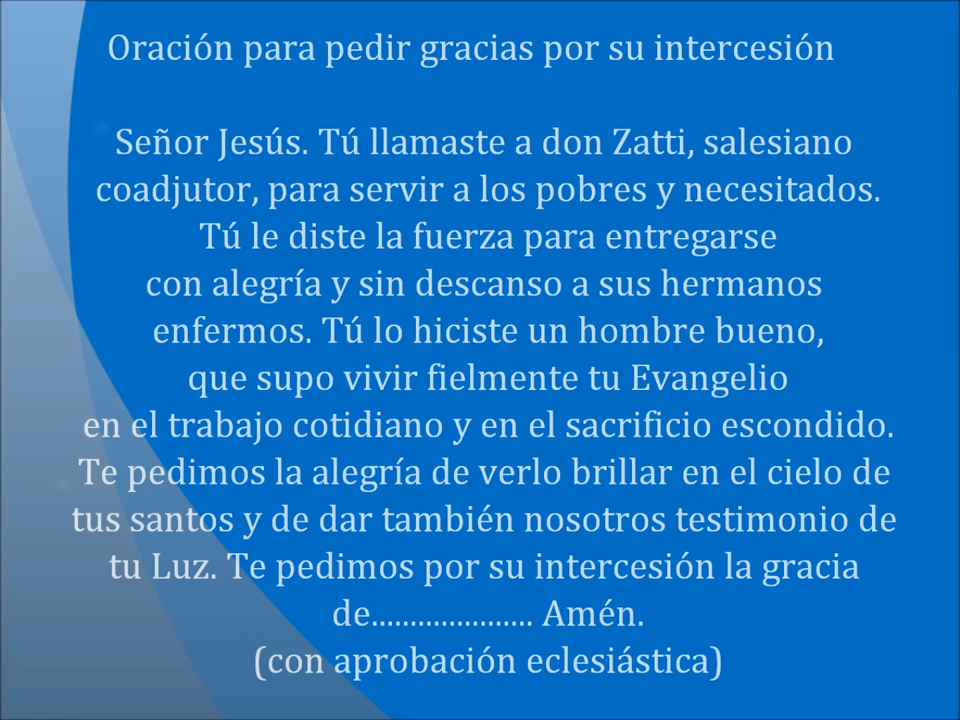 Oración para pedir gracias por su intercesión
Señor Jesús. Tú llamaste a don Zatti, salesiano
coadjutor, para servir a los pobres y necesitados.
Tú le diste la fuerza para entregarse
con alegría y sin descanso a sus hermanos
enfermos. Tú lo hiciste un hombre bueno,
que supo vivir fielmente tu Evangelio
en el trabajo cotidiano y en el sacrificio escondido.
Te pedimos la alegría de verlo brillar en el cielo de
tus santos y de dar también nosotros testimonio de
tu Luz. Te pedimos por su intercesión la gracia
de..................... Amén.
(con aprobación eclesiástica)